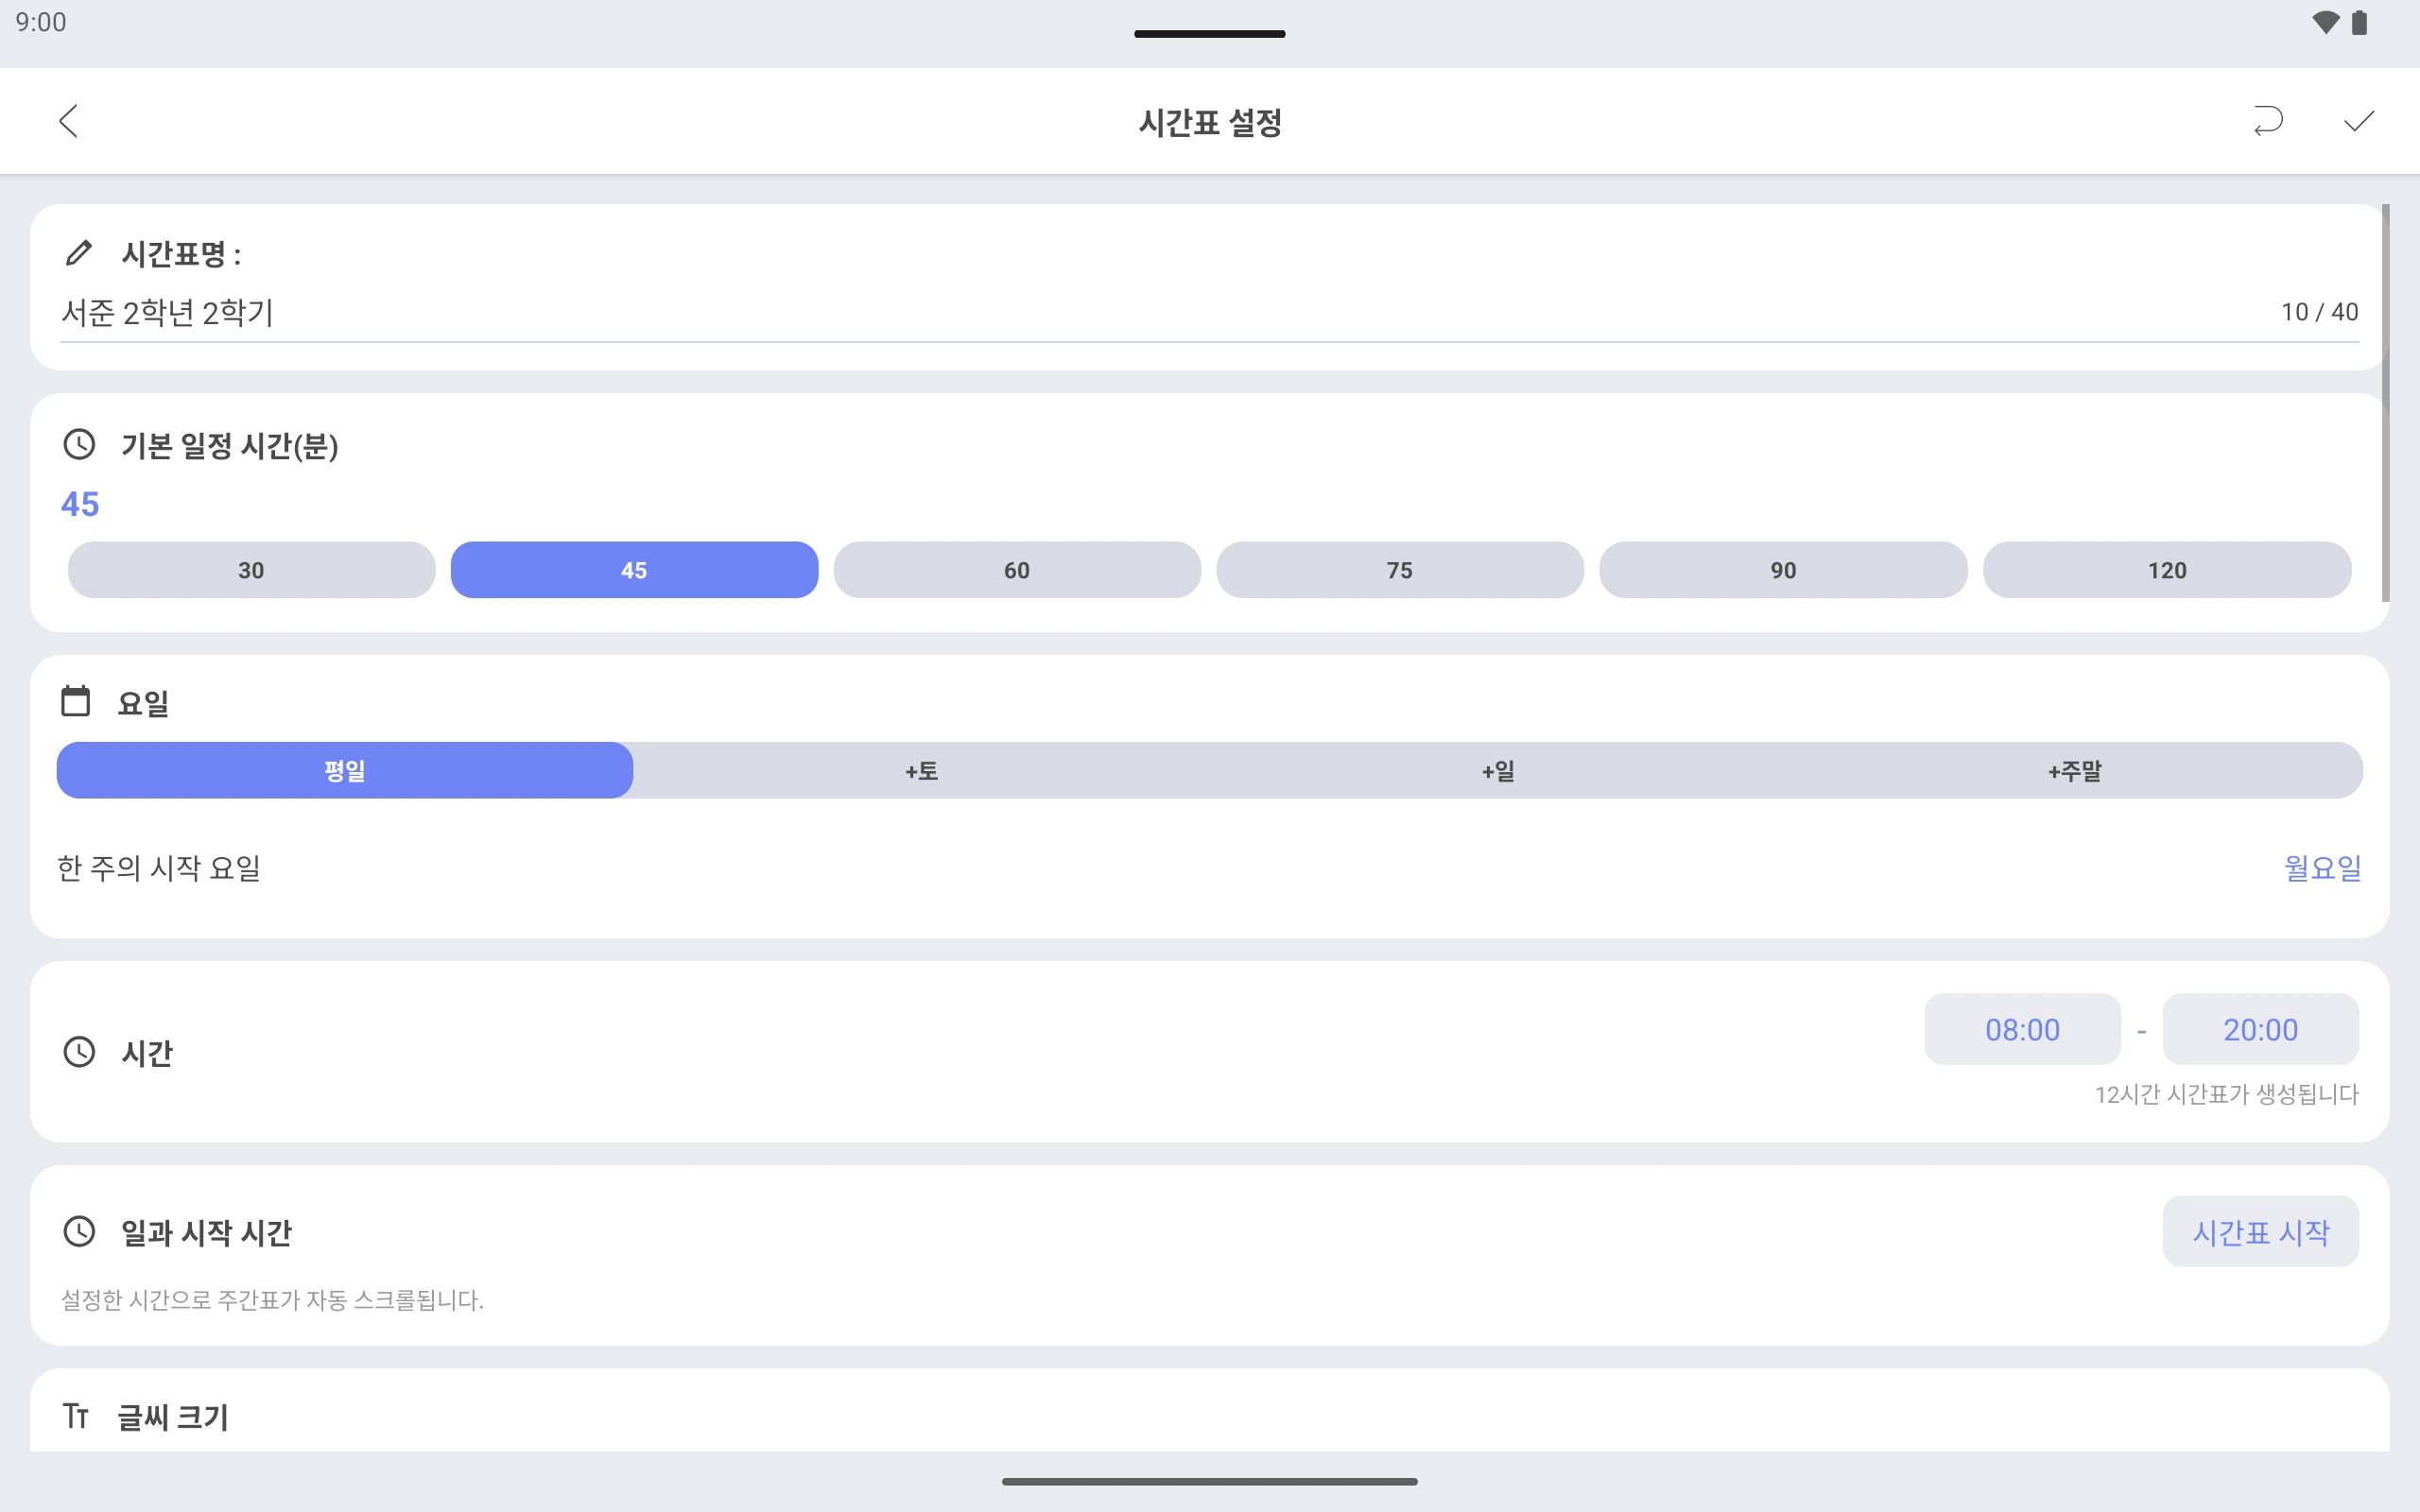 9:00
시간표 설정
시간표명 :
서준 2학년 2학기
10 / 40
기본 일정 시간(분)
45
30 45 60 75 90 120
요일
평일 +토 +일 +주말
한 주의 시작 요일 월요일
시간
08:00 - 20:00
12시간 시간표가 생성됩니다
일과 시작 시간
시간표 시작
설정한 시간으로 주간표가 자동 스크롤됩니다.
Tт 글씨 크기